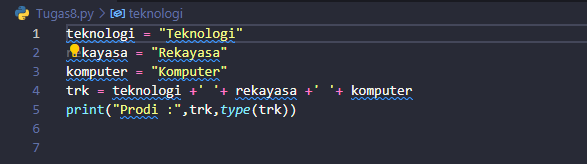 Tugas8.py > teknologi
1 teknologi = "Teknologi"
2 rekayasa = "Rekayasa"
3 komputer = "Komputer"
4 trk = teknologi +' '+ rekayasa +' '+ komputer
5 print("Prodi :",trk,type(trk))
6
7